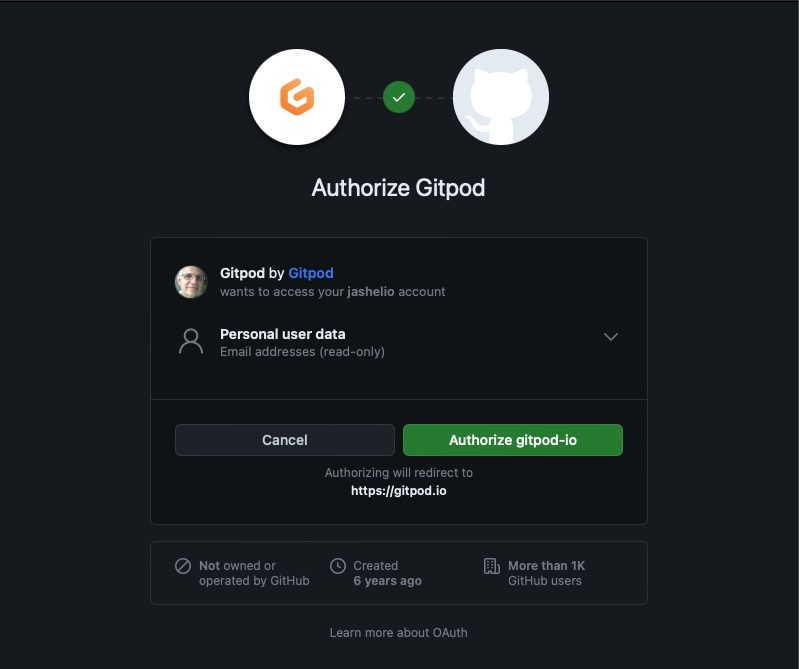 Authorize Gitpod
Gitpod by Gitpod
wants to access your jashelio account
Personal user data
Email addresses (read-only)
Cancel
Authorize gitpod-io
Authorizing will redirect to
https://gitpod.io
Not owned or
operated by GitHub
Created
6 years ago
More than 1K
GitHub users
Learn more about OAuth